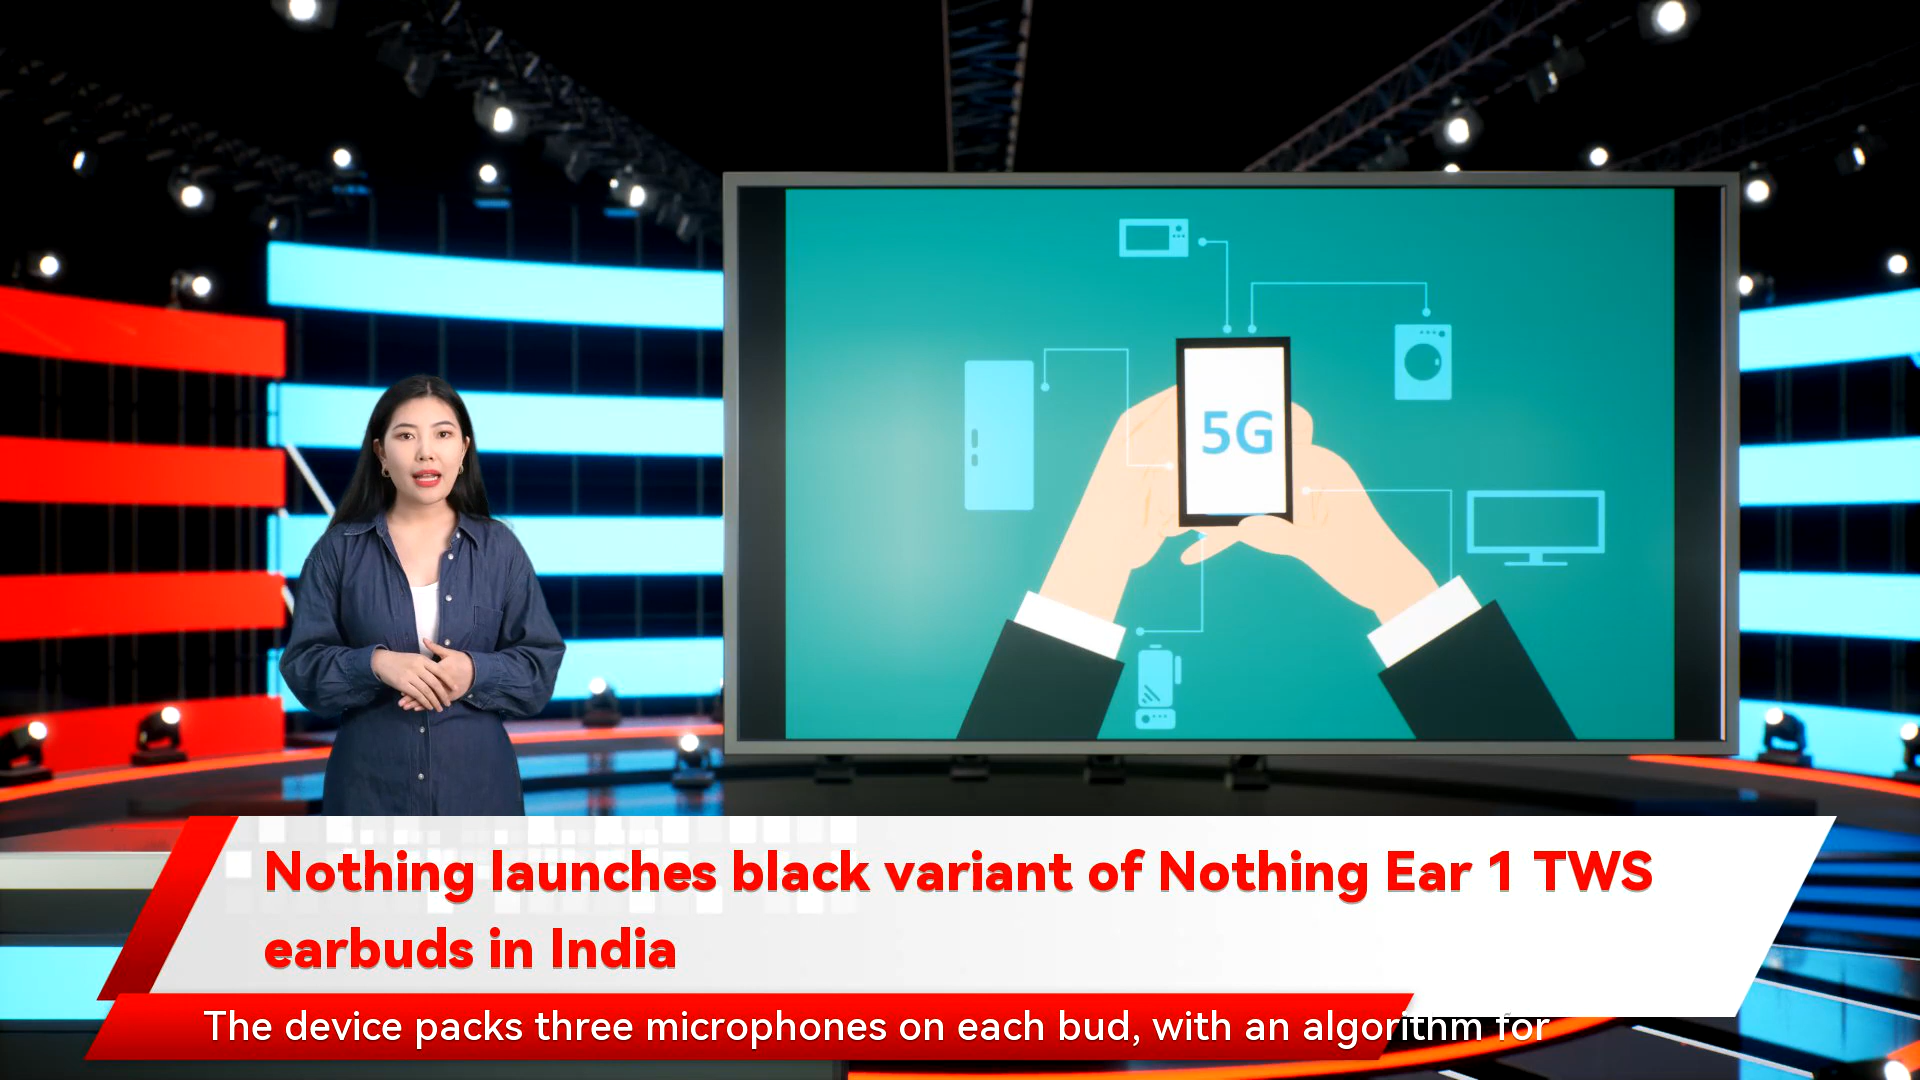 5G
Nothing launches black variant of Nothing Ear 1 TWS
earbuds in India
The device packs three microphones on each bud, with an algorithm for